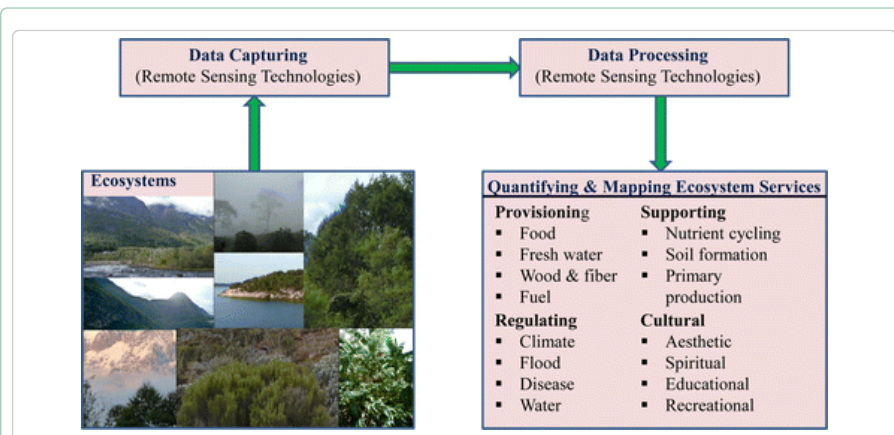 Data Capturing
(Remote Sensing Technologies)
Data Processing
(Remote Sensing Technologies)
Ecosystems
Quantifying & Mapping Ecosystem Services
Provisioning
▪ Food
▪ Fresh water
▪ Wood & fiber
▪ Fuel
Regulating
▪ Climate
▪ Flood
▪ Disease
▪ Water
Supporting
▪ Nutrient cycling
▪ Soil formation
▪ Primary
production
Cultural
▪ Aesthetic
▪ Spiritual
▪ Educational
▪ Recreational